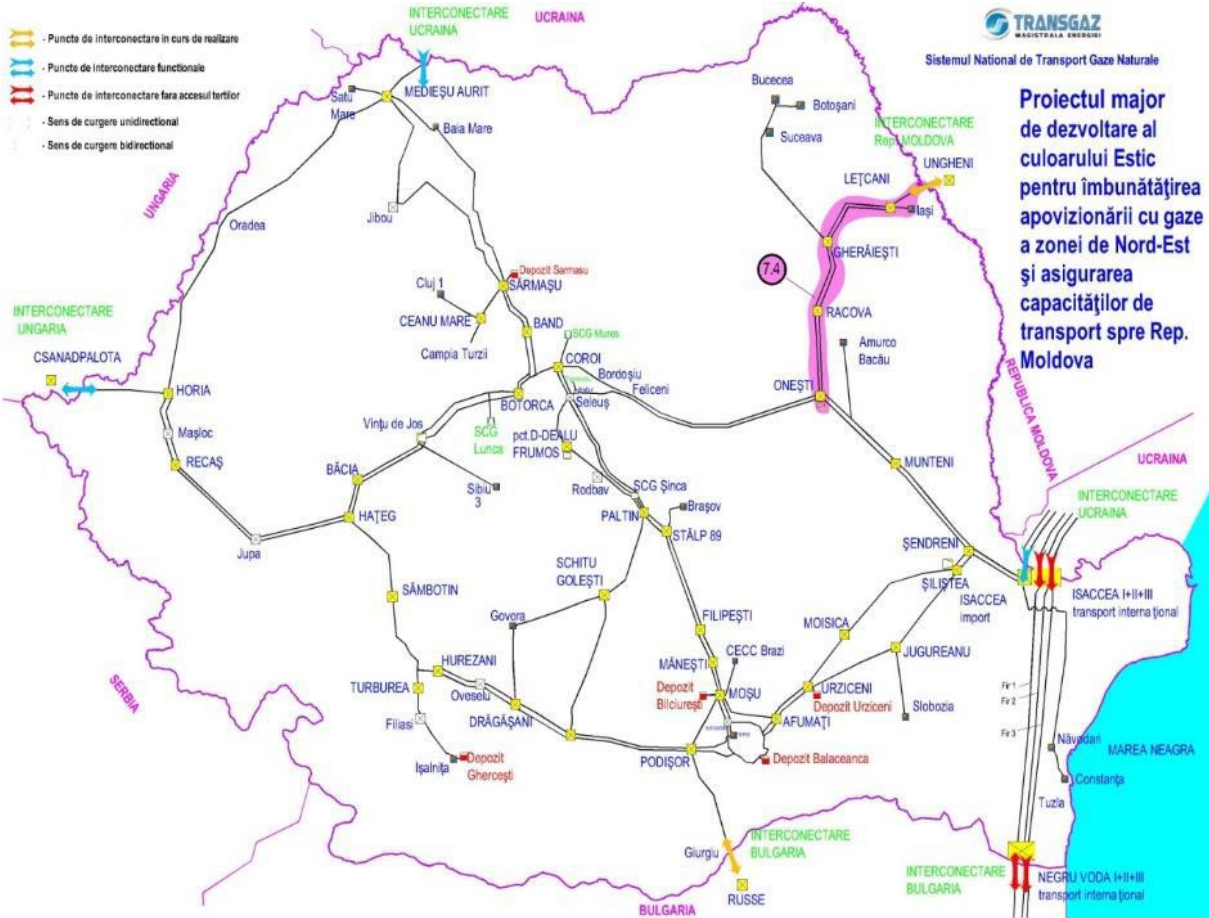 - Puncte de interconectare in curs de realizare
- Puncte de interconectare functionale
- Puncte de interconectare fara accesul tertilor
- Sens de curgere unidirectional
- Sens de curgere bidirectional
INTERCONECTARE
UCRAINA
UCRAINA
TRANSGAZ
MAGISTRALA ENERGIEI
Sistemul National de Transport Gaze Naturale
Proiectul major
de dezvoltare al
culoarului Estic
pentru îmbunătăţirea
apovizionării cu gaze
a zonei de Nord-Est
şi asigurarea
capacităţilor de
transport spre Rep.
Moldova
Satu
Mare
MEDIEŞU AURIT
Baia Mare
Bucecea
Botoşani
Suceava
INTERCONECTARE
Rep. MOLDOVA
UNGHENI
LEŢCANI
Iaşi
UNGARIA
Jibou
Oradea
GHERĂIEŞTI
7.4
Depozit Sarmasu
SĂRMAŞU
Cluj 1
CEANU MARE
Campia Turzii
BAND
RACOVA
INTERCONECTARE
UNGARIA
CSANADPALOTA
SCG Mures
COROI
Bordoşiu
Feliceni
Amurco
Bacău
REPUBLICA MOLDOVA
HORIA
BOTORCA
Seleuş
ONEŞTI
Maşloc
RECAŞ
Vinţu de Jos
SCG
Lunca
pct.D-DEALU
FRUMOS
MUNTENI
UCRAINA
BĂCIA
Sibiu
3
Rodbav
SCG Şinca
INTERCONECTARE
UCRAINA
HAŢEG
PALTIN
Braşov
STÂLP 89
Jupa
ŞENDRENI
SCHITU
GOLEŞTI
ŞILIŞTEA
ISACCEA
import
ISACCEA I+II+III
transport internaţional
SÂMBOTIN
Govora
FILIPEŞTI
MOISICA
JUGUREANU
HUREZANI
Oveselu
MĂNEŞTI
CECC Brazi
SERBIA
TURBUREA
Depozit
Bilciureşti
MOŞU
URZICENI
Depozit Urziceni
Slobozia
Fir 1
Fir 2
Fir 3
Filiasi
DRĂGĂŞANI
AFUMAŢI
Năvodari
MAREA NEAGRA
Işalniţa
Depozit
Gherceşti
PODIŞOR
Depozit Balaceanca
Constanţa
Tuzla
Giurgiu
INTERCONECTARE
BULGARIA
RUSSE
BULGARIA
INTERCONECTARE
BULGARIA
NEGRU VODA I+II+III
transport internaţional